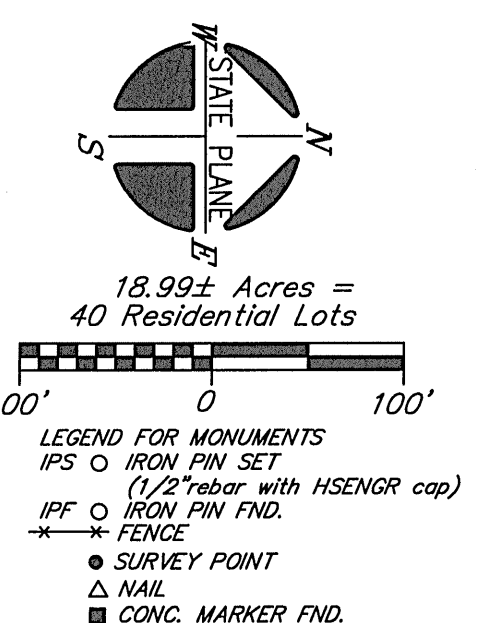 W
STATE PLANE
S
N
E
18.99± Acres =
40 Residential Lots
00' 0 100'
LEGEND FOR MONUMENTS
IPS IRON PIN SET
(1/2"rebar with HSENGR cap)
IPF IRON PIN FND.
FENCE
SURVEY POINT
NAIL
CONC. MARKER FND.